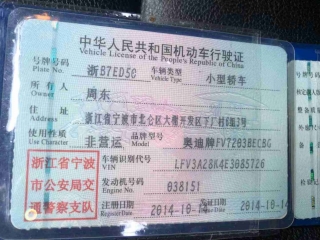 中华人民共和国机动车行驶证
Vehicle License of the People's Republic of China
号牌号码 浙B7ED5C 车辆类型 小型轿车
Plate No. Vehicle Type
所有人 周东
Owner
住址 浙江省宁波市北仑区大榭开发区下厂村
Address
使用性质 非营运 品牌型号 奥迪牌FV7203BECBG
Use Character Model
浙江省宁波 车辆识别代号
VIN LFV3A28K4E3085726
市公安局交 发动机号码 038151
Engine No.
通警察支队 注册日期 2014-10-14 发证日期 2014-10-14
Register Date Issue Date